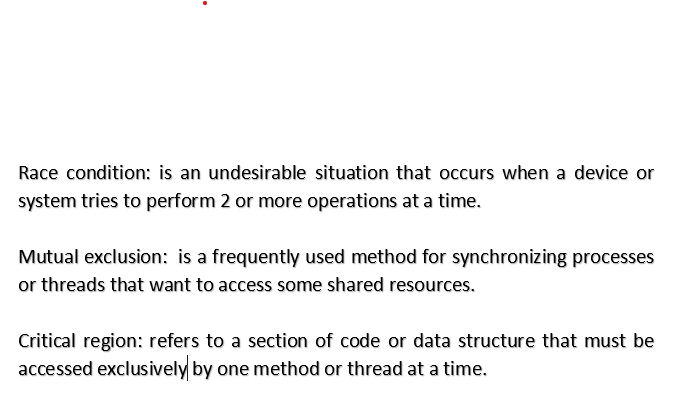 Race condition: is an undesirable situation that occurs when a device or
system tries to perform 2 or more operations at a time.
Mutual exclusion:  is a frequently used method for synchronizing processes
or threads that want to access some shared resources.
Critical region: refers to a section of code or data structure that must be
accessed exclusively by one method or thread at a time.